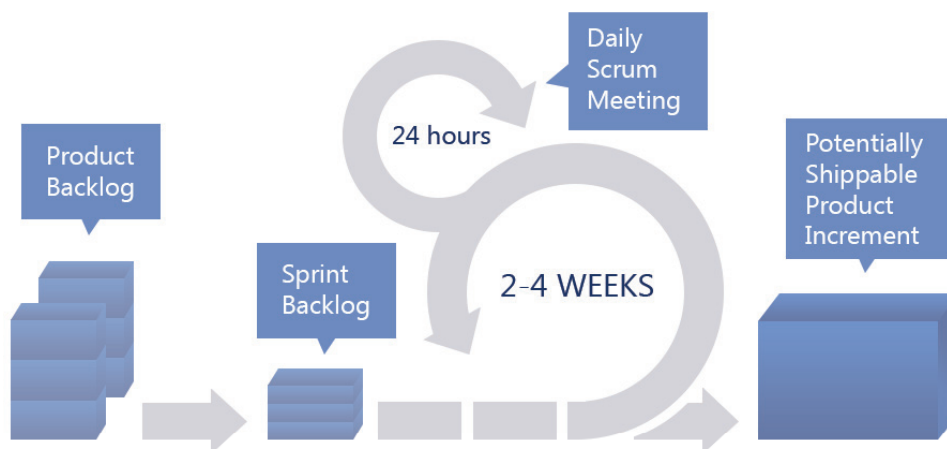 Product
Backlog
Sprint
Backlog
24 hours
Daily
Scrum
Meeting
2-4 WEEKS
Potentially
Shippable
Product
Increment